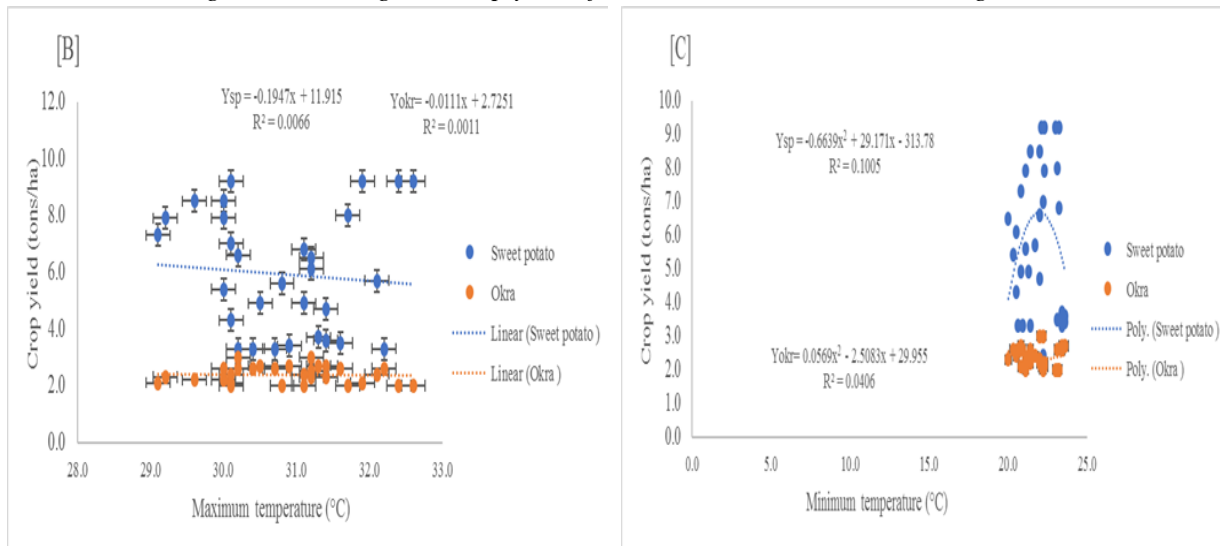 [B]
Ysp = -0.1947x + 11.915
R² = 0.0066
Yokr= -0.0111x + 2.7251
R² = 0.0011
12.0
10.0
8.0
6.0
4.0
2.0
0.0
Crop yield (tons/ha)
28.0 29.0 30.0 31.0 32.0 33.0
Maximum temperature (°C)
Sweet potato
Okra
Linear (Sweet potato )
Linear (Okra )
[C]
Ysp = -0.6639x² + 29.171x - 313.78
R² = 0.1005
Yokr= 0.0569x² - 2.5083x + 29.955
R² = 0.0406
10.0
9.0
8.0
7.0
6.0
5.0
4.0
3.0
2.0
1.0
0.0
Crop yield (tons/ha)
0.0 5.0 10.0 15.0 20.0 25.0
Minimum temperature (°C)
Sweet potato
Okra
Poly. (Sweet potato )
Poly. (Okra )